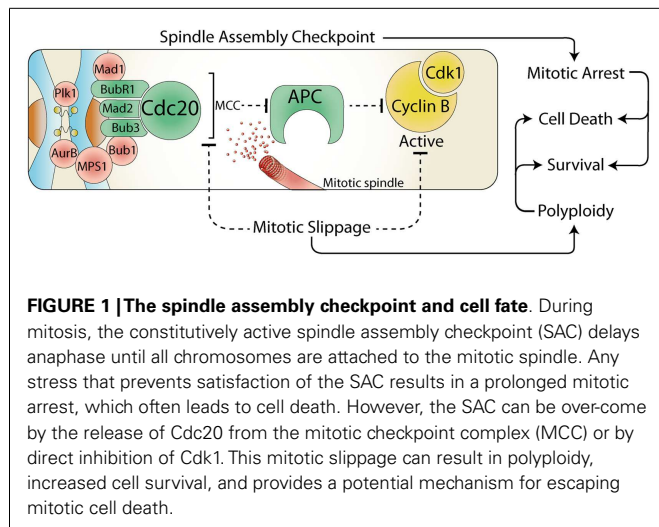 Spindle Assembly Checkpoint
Mad1
Plk1
BubR1
Mad2
Cdc20
Bub3
AurB
MPS1
Bub1
MCC
APC
Cdk1
Cyclin B
Active
Mitotic spindle
Mitotic Slippage
Mitotic Arrest
Cell Death
Survival
Polyploidy
FIGURE 1 | The spindle assembly checkpoint and cell fate. During
mitosis, the constitutively active spindle assembly checkpoint (SAC) delays
anaphase until all chromosomes are attached to the mitotic spindle. Any
stress that prevents satisfaction of the SAC results in a prolonged mitotic
arrest, which often leads to cell death. However, the SAC can be over-come
by the release of Cdc20 from the mitotic checkpoint complex (MCC) or by
direct inhibition of Cdk1. This mitotic slippage can result in polyploidy,
increased cell survival, and provides a potential mechanism for escaping
mitotic cell death.